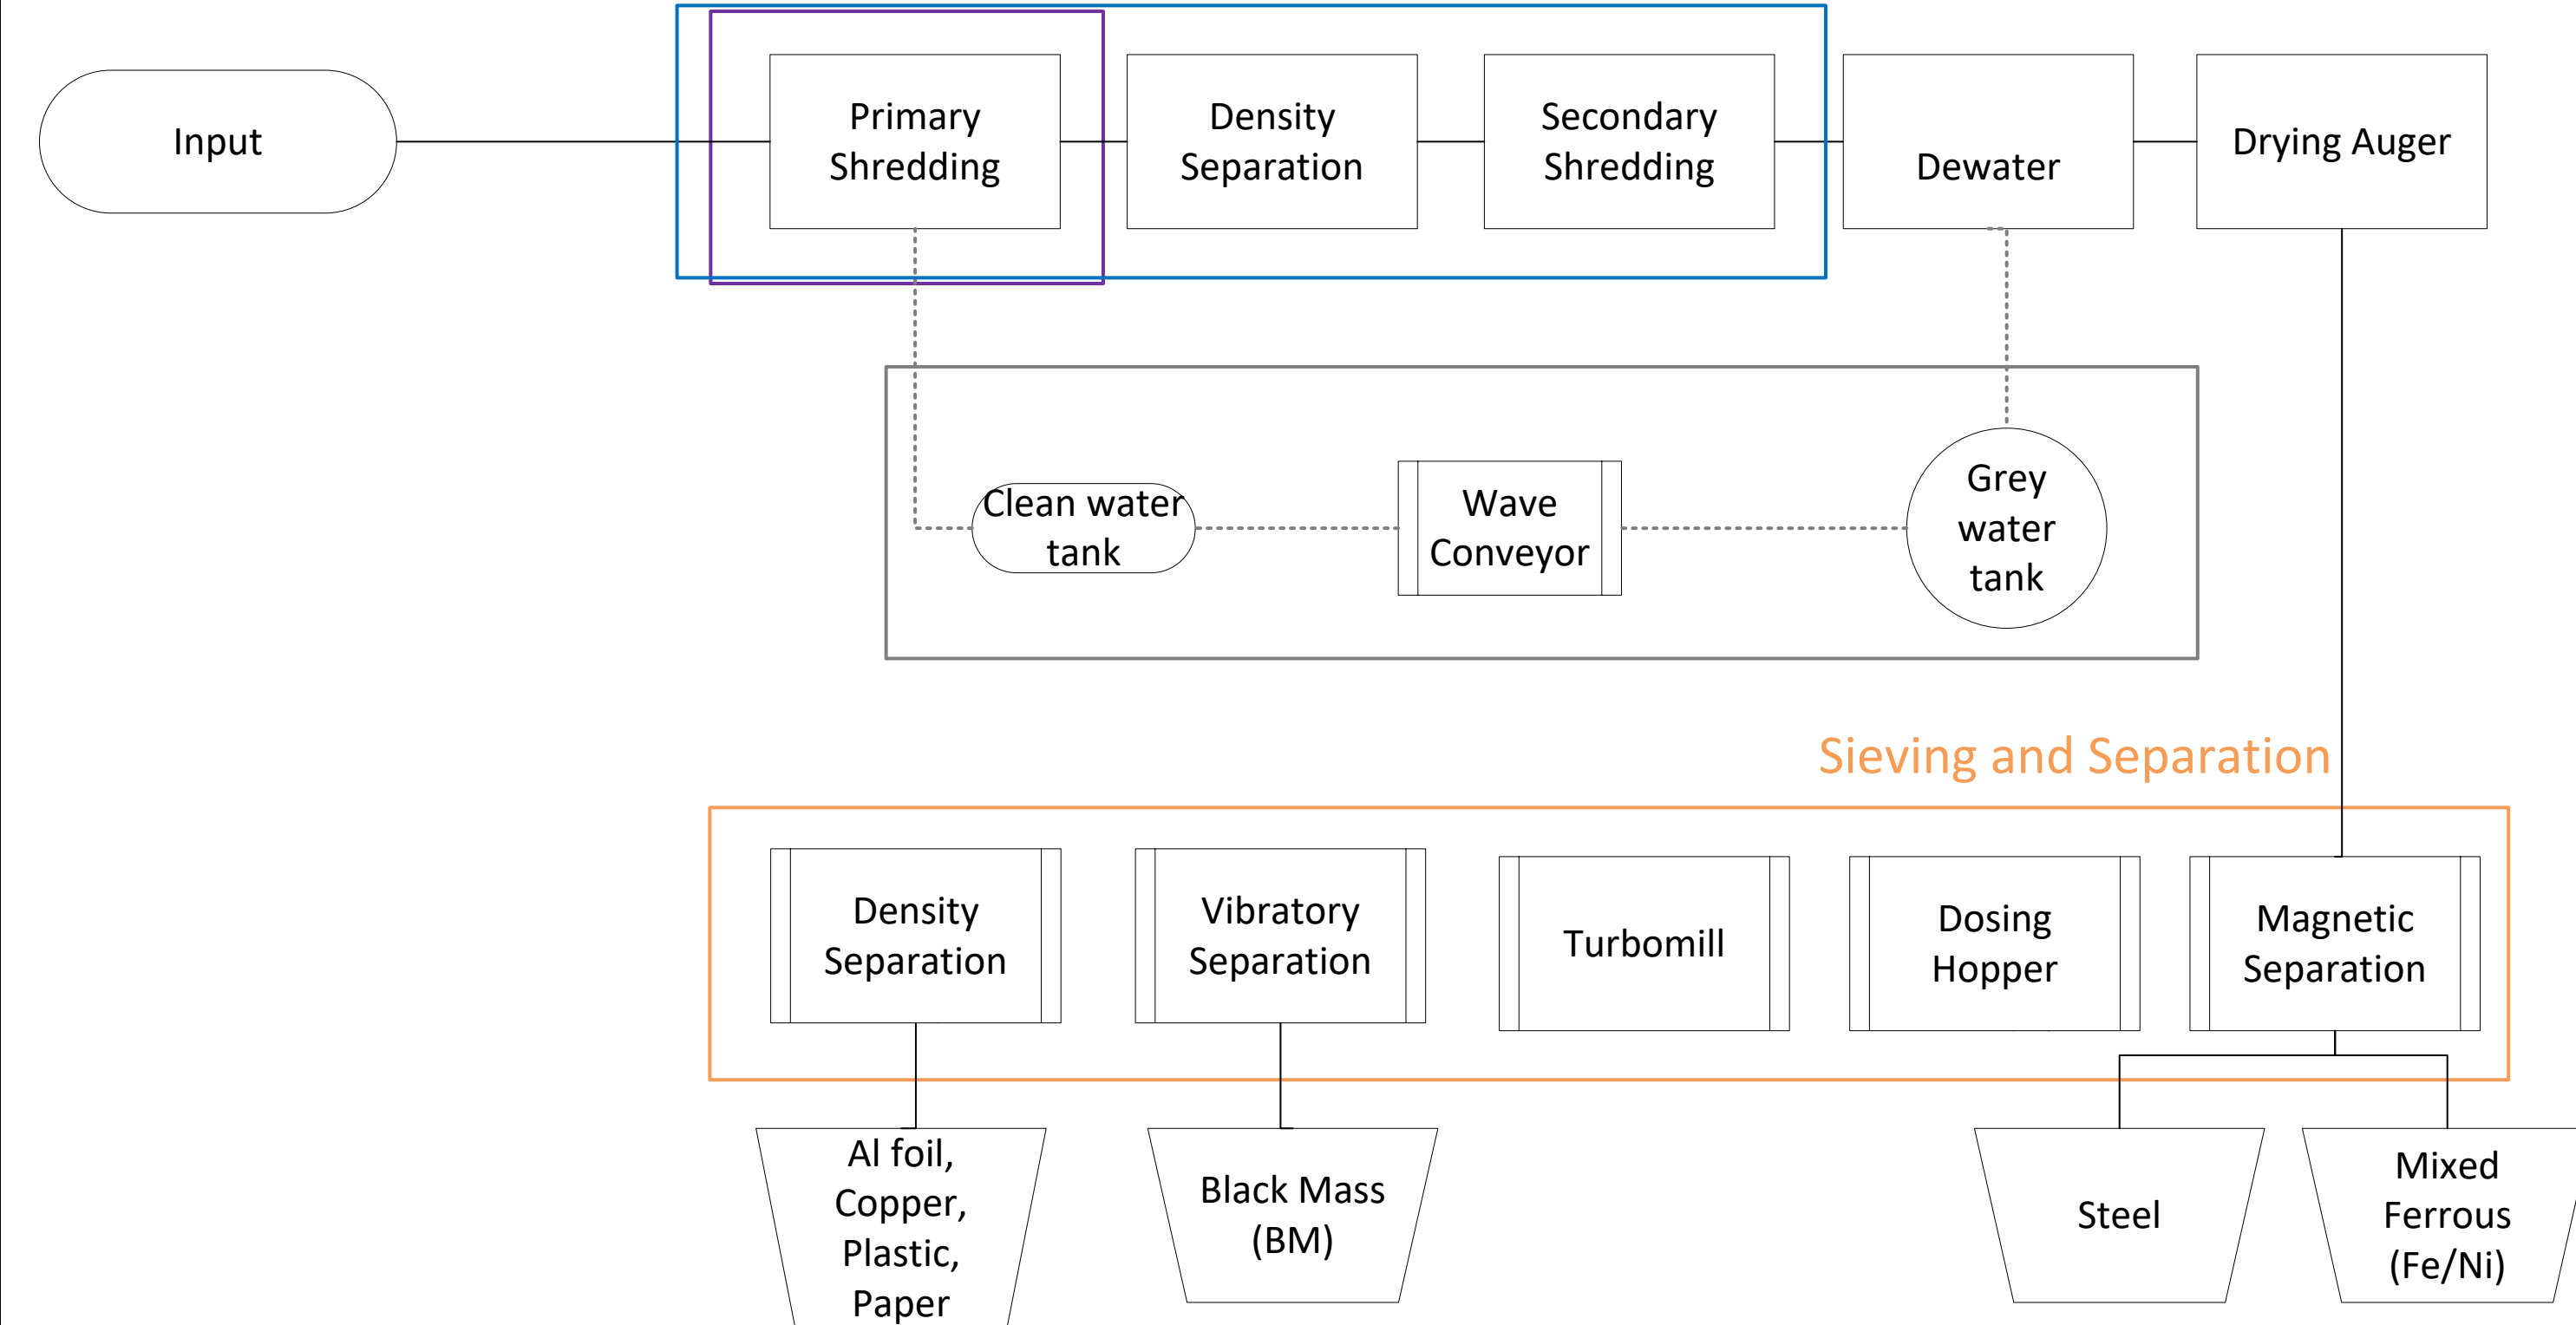 Input
Primary
Shredding
Density
Separation
Secondary
Shredding
Dewater
Drying Auger
Clean water
tank
Wave
Conveyor
Grey
water
tank
Sieving and Separation
Density
Separation
Vibratory
Separation
Turbomill
Dosing
Hopper
Magnetic
Separation
Al foil,
Copper,
Plastic,
Paper
Black Mass
(BM)
Steel
Mixed
Ferrous
(Fe/Ni)